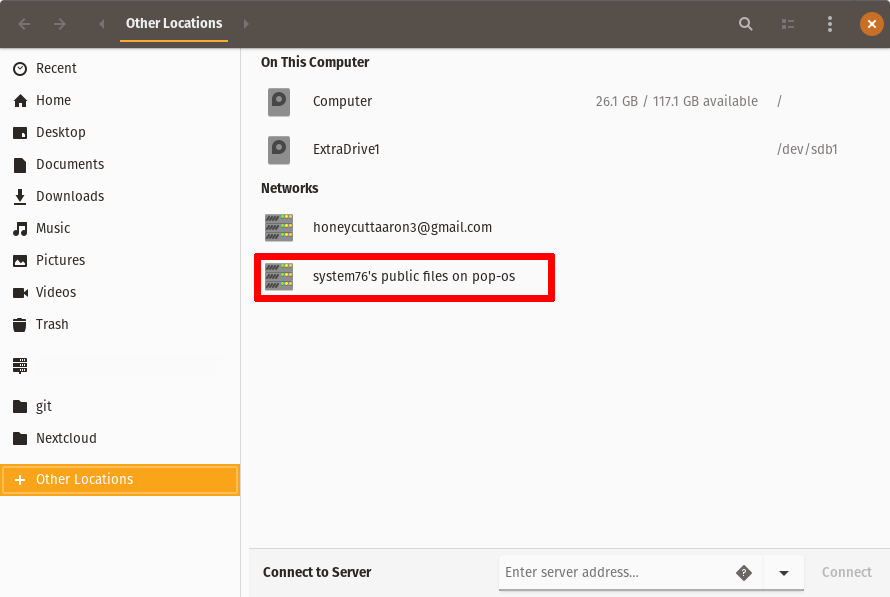 Other Locations
Recent
Home
Desktop
Documents
Downloads
Music
Pictures
Videos
Trash
git
Nextcloud
Other Locations
On This Computer
Computer 26.1 GB / 117.1 GB available /
ExtraDrive1 /dev/sdb1
Networks
honeycuttaaron3@gmail.com
system76's public files on pop-os
Connect to Server Enter server address... ? Connect